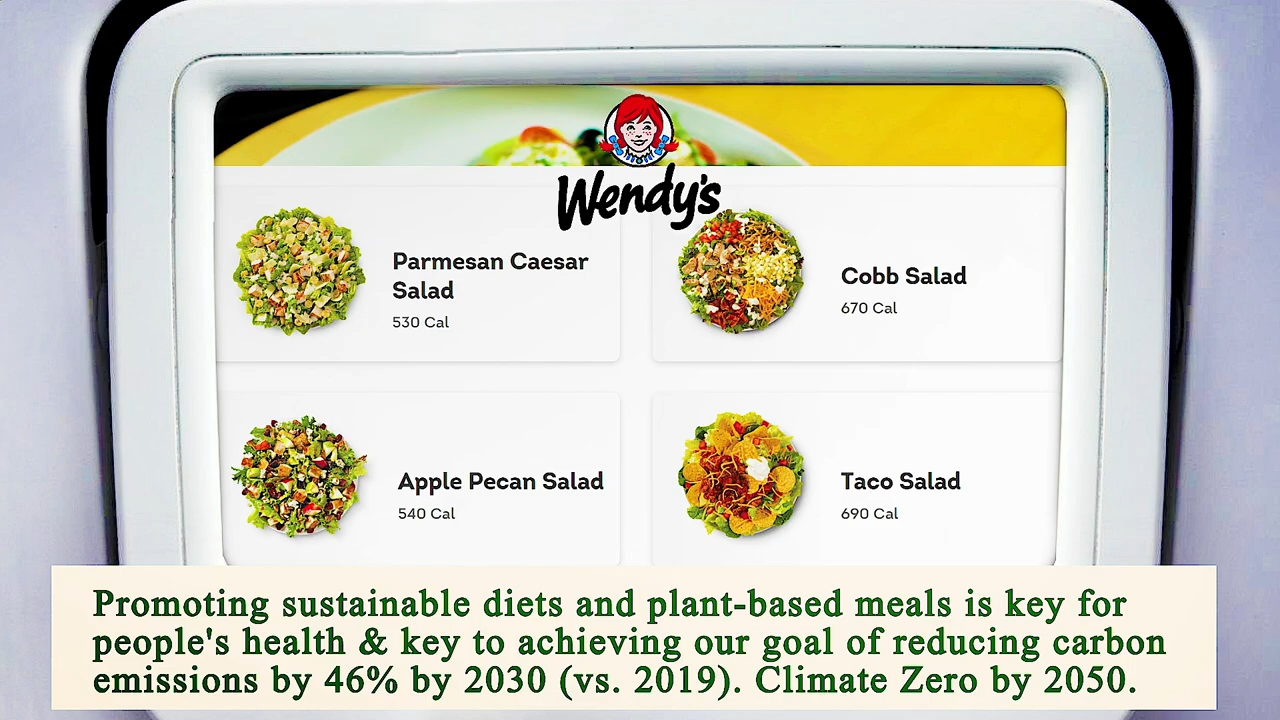 Wendy's
Parmesan Caesar
Salad
530 Cal
Cobb Salad
670 Cal
Apple Pecan Salad
540 Cal
Taco Salad
690 Cal
Promoting sustainable diets and plant-based meals is key for
people's health & key to achieving our goal of reducing carbon
emissions by 46% by 2030 (vs. 2019). Climate Zero by 2050.